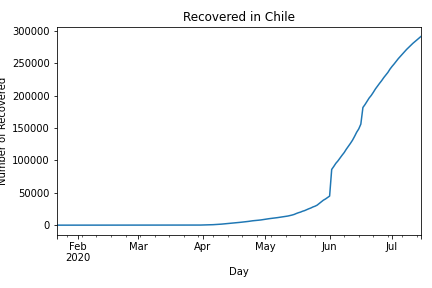 Recovered in Chile
300000
250000
200000
150000
100000
50000
0
Number of Recovered
Feb
2020
Mar
Apr
May
Jun
Jul
Day